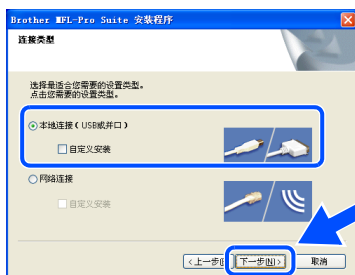 Brother MFL-Pro Suite 安装程序
连接类型
选择最适合您需要的设置类型。
点击您需要的设置类型。
本地连接(USB或并口)
自定义安装
网络连接
自定义安装
<上一步(B) 下一步(N)> 取消